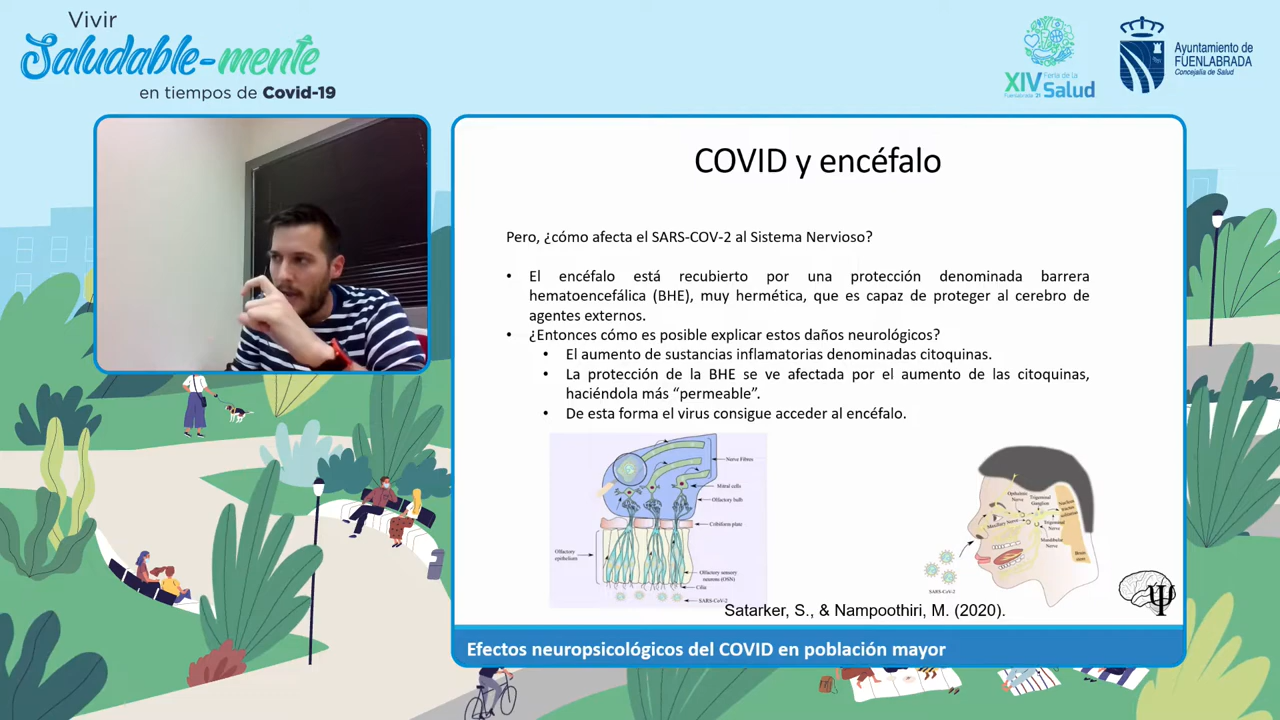 Vivir
Saludable-mente
en tiempos de Covid-19
XIV Feria de la
Salud
Fuenlabrada 21
Ayuntamiento de
FUENLABRADA
Concejalía de Salud
COVID y encéfalo
Pero, ¿cómo afecta el SARS-COV-2 al Sistema Nervioso?
• El encéfalo está recubierto por una protección denominada barrera
hematoencefálica (BHE), muy hermética, que es capaz de proteger al cerebro de
agentes externos.
• ¿Entonces cómo es posible explicar estos daños neurológicos?
• El aumento de sustancias inflamatorias denominadas citoquinas.
• La protección de la BHE se ve afectada por el aumento de las citoquinas,
haciéndola más “permeable”.
• De esta forma el virus consigue acceder al encéfalo.
Nerve Fibres
Mitral cells
Olfactory bulb
Cribiform plate
Olfactory
epithelium
Olfactory sensory
neurons (OSN)
Cilia
SARS-CoV-2
Opthalmic
Nerve
Trigeminal
Ganglion
Maxillary Nerve
Trigeminal
Nerve
Mandibular
Nerve
Brain
stem
SARS-CoV-2
Satarker, S., & Nampoothiri, M. (2020).
Ψ
Efectos neuropsicológicos del COVID en población mayor